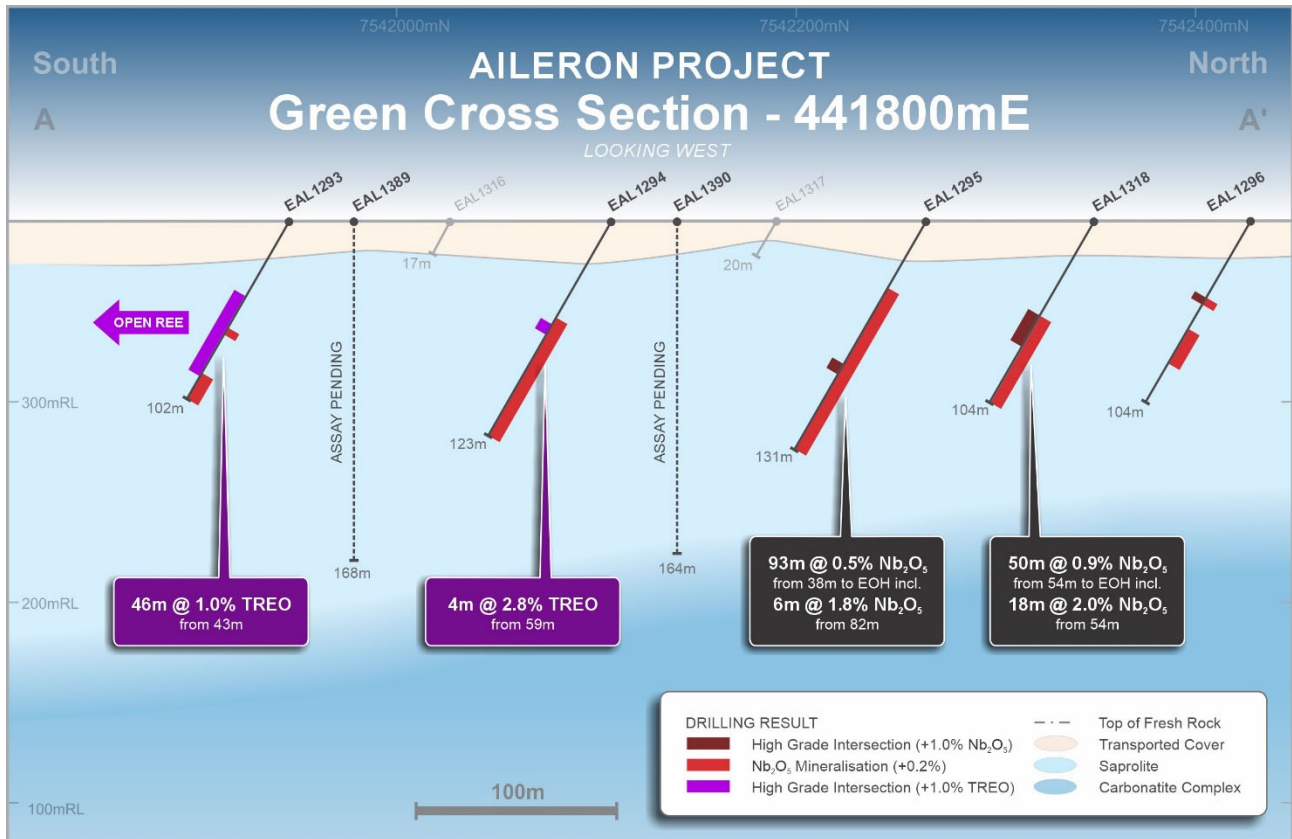 7542000mN
7542200mN
7542400mN
South
North
AILERON PROJECT
A
Green Cross Section - 441800mE
A'
LOOKING WEST
EAL1293
EAL1389
EAL1316
EAL1294
EAL1390
EAL1317
EAL1295
EAL1318
EAL1296
17m
20m
OPEN REE
ASSAY PENDING
ASSAY PENDING
300mRL
102m
123m
131m
104m
104m
168m
164m
93m @ 0.5% Nb₂O₅
from 38m to EOH incl.
6m @ 1.8% Nb₂O₅
from 82m
50m @ 0.9% Nb₂O₅
from 54m to EOH incl.
18m @ 2.0% Nb₂O₅
from 54m
200mRL
46m @ 1.0% TREO
from 43m
4m @ 2.8% TREO
from 59m
DRILLING RESULT
High Grade Intersection (+1.0% Nb₂O₅)
Nb₂O₅ Mineralisation (+0.2%)
High Grade Intersection (+1.0% TREO)
Top of Fresh Rock
Transported Cover
Saprolite
Carbonatite Complex
100m
100mRL